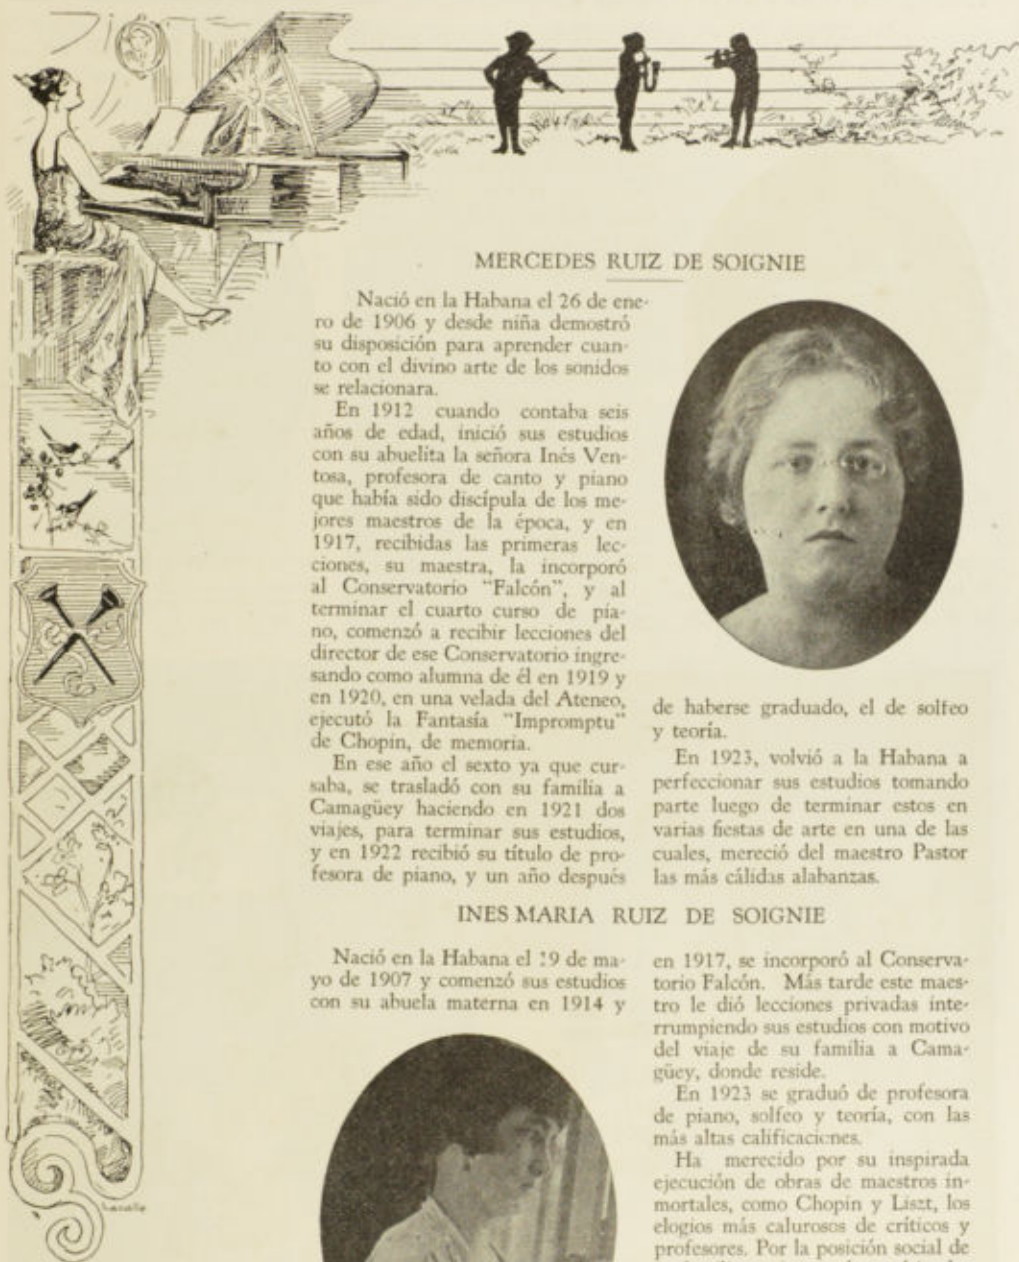 MERCEDES RUIZ DE SOIGNIE
Nació en la Habana el 26 de ene-
ro de 1906 y desde niña demostró
su disposición para aprender cuan-
to con el divino arte de los sonidos
se relacionara.
En 1912 cuando contaba seis
años de edad, inició sus estudios
con su abuelita la señora Inés Ven-
tosa, profesora de canto y piano
que había sido discípula de los me-
jores maestros de la época, y en
1917, recibidas las primeras lec-
ciones, su maestra, la incorporó
al Conservatorio "Falcón", y al
terminar el cuarto curso de pia-
no, comenzó a recibir lecciones del
director de ese Conservatorio ingre-
sando como alumna de él en 1919 y
en 1920, en una velada del Ateneo,
ejecutó la Fantasía "Impromptu"
de Chopin, de memoria.
En ese año el sexto ya que cur-
saba, se trasladó con su familia a
Camagüey haciendo en 1921 dos
viajes, para terminar sus estudios,
y en 1922 recibió su título de pro-
fesora de piano, y un año después
de haberse graduado, el de solfeo
y teoría.
En 1923, volvió a la Habana a
perfeccionar sus estudios tomando
parte luego de terminar estos en
varias fiestas de arte en una de las
cuales, mereció del maestro Pastor
las más cálidas alabanzas.
INES MARIA RUIZ DE SOIGNIE
Nació en la Habana el 19 de ma-
yo de 1907 y comenzó sus estudios
con su abuela materna en 1914 y
en 1917, se incorporó al Conserva-
torio Falcón. Más tarde este maes-
tro le dió lecciones privadas inte-
rrumpiendo sus estudios con motivo
del viaje de su familia a Cama-
güey, donde reside.
En 1923 se graduó de profesora
de piano, solfeo y teoría, con las
más altas calificaciones.
Ha merecido por su inspirada
ejecución de obras de maestros in-
mortales, como Chopin y Liszt, los
elogios más calurosos de críticos y
profesores. Por la posición social de